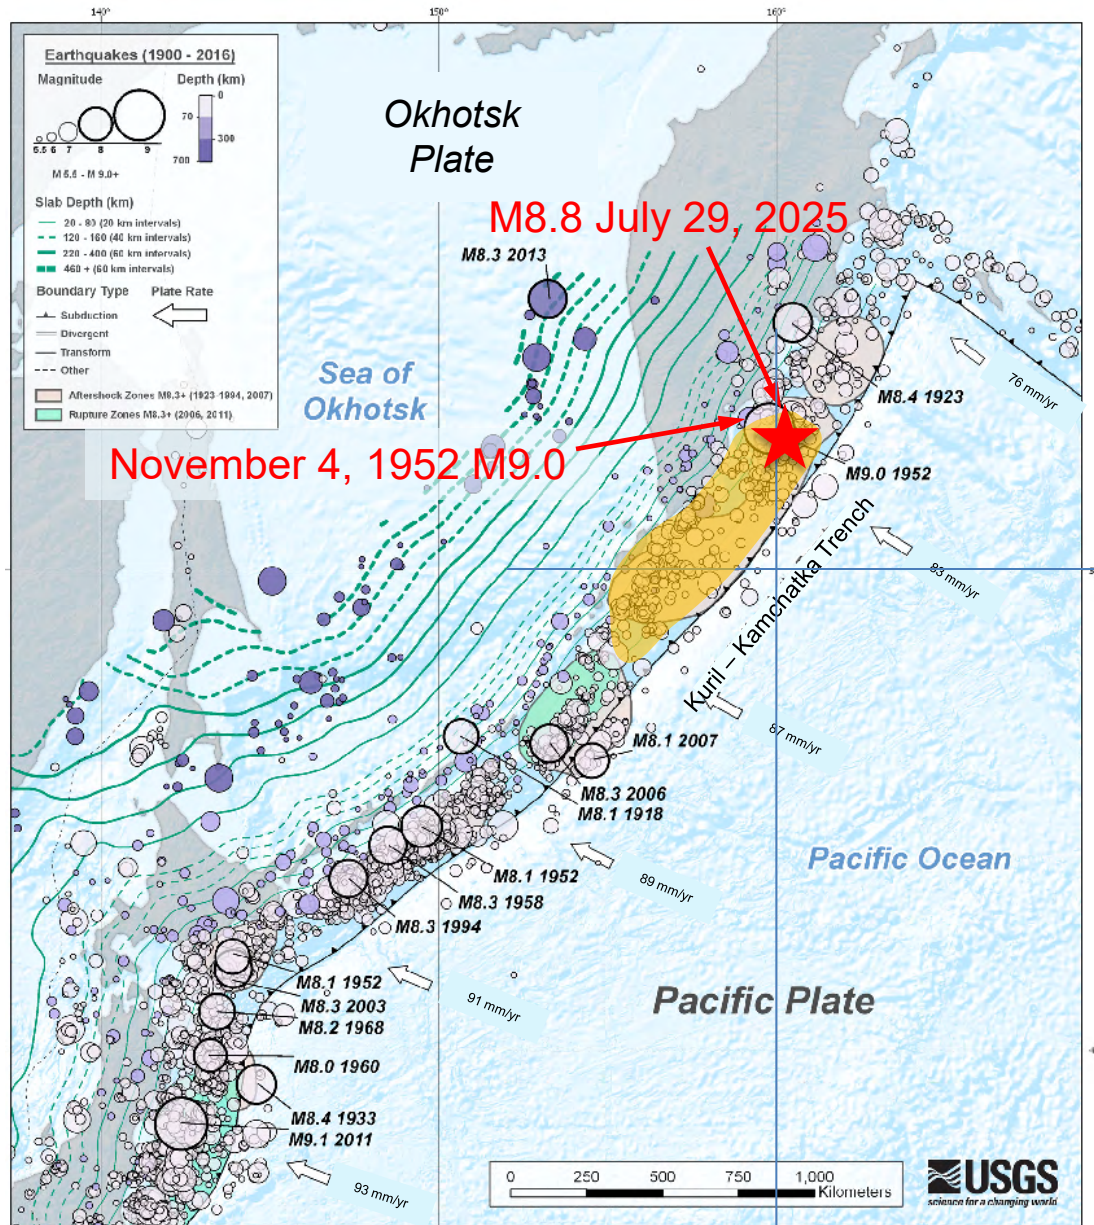 140°
150°
160°
Earthquakes (1900 - 2016)
Magnitude
Depth (km)
0
70
300
700
5.5 6 7 8 9
M 5.5 - M 9.0+
Slab Depth (km)
20 - 80 (20 km intervals)
120 - 160 (40 km intervals)
220 - 400 (60 km intervals)
460 + (60 km intervals)
Boundary Type
Plate Rate
Subduction
Divergent
Transform
Other
Aftershock Zones M8.3+ (1923-1994, 2007)
Rupture Zones M8.3+ (2006, 2011)
Okhotsk
Plate
M8.8 July 29, 2025
M8.3 2013
Sea of
Okhotsk
76 mm/yr
M8.4 1923
November 4, 1952 M9.0
M9.0 1952
Kuril – Kamchatka Trench
83 mm/yr
87 mm/yr
M8.1 2007
M8.3 2006
M8.1 1918
Pacific Ocean
M8.1 1952
89 mm/yr
M8.3 1958
M8.3 1994
M8.1 1952
M8.3 2003
M8.2 1968
91 mm/yr
Pacific Plate
M8.0 1960
M8.4 1933
M9.1 2011
93 mm/yr
0 250 500 750 1,000
Kilometers
USGS
science for a changing world